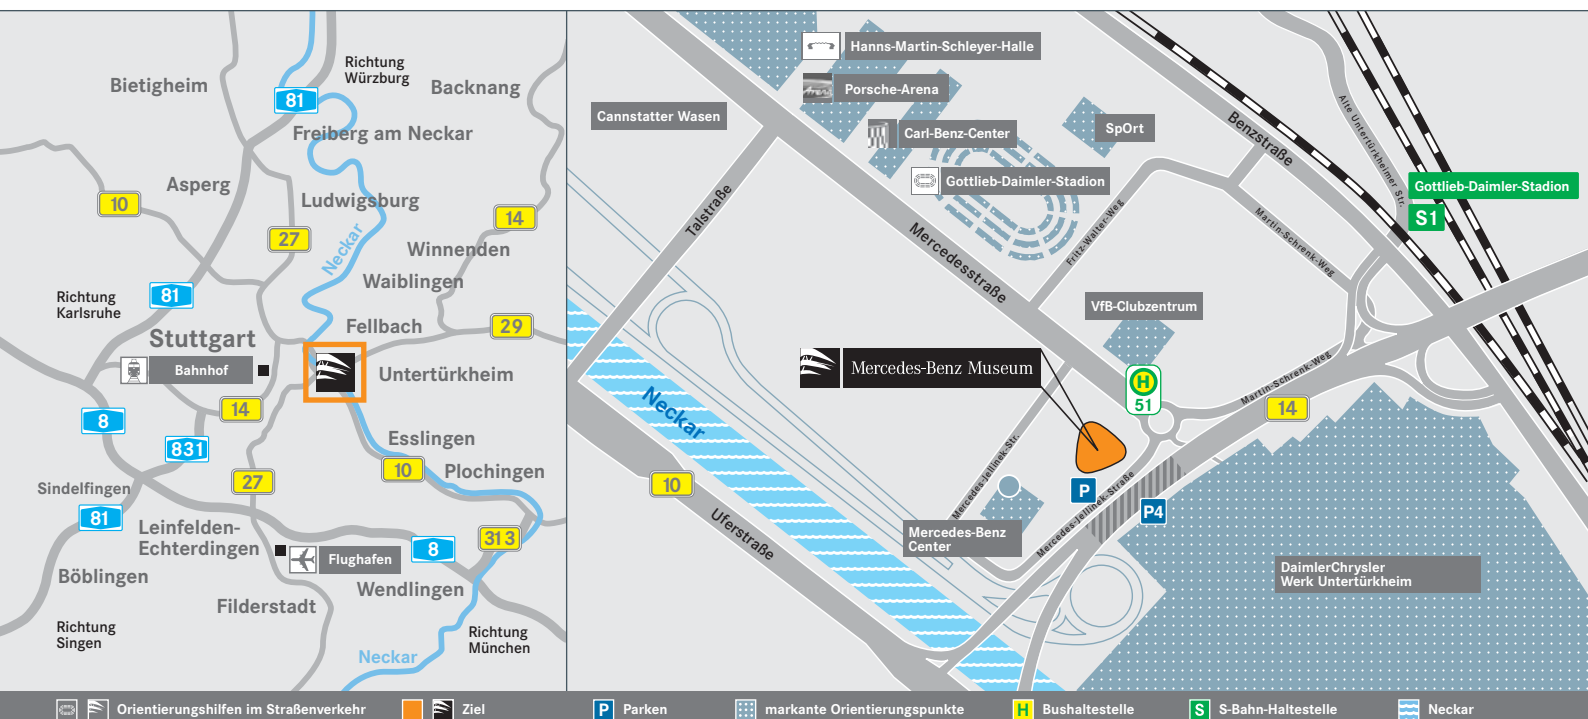 Richtung
Würzburg
Bietigheim
Backnang
81
Freiberg am Neckar
Asperg
Ludwigsburg
10
14
27
Neckar
Winnenden
Waiblingen
Richtung
Karlsruhe
81
Fellbach
29
Stuttgart
Bahnhof
Untertürkheim
14
8
831
Esslingen
10
Plochingen
27
Sindelfingen
81
Leinfelden-
Echterdingen
313
8
Flughafen
Böblingen
Wendlingen
Filderstadt
Richtung
Singen
Richtung
München
Neckar
Hanns-Martin-Schleyer-Halle
Porsche-Arena
Cannstatter Wasen
Carl-Benz-Center
SpOrt
Benzstraße
Alte Untertürkheimer Str.
Gottlieb-Daimler-Stadion
Gottlieb-Daimler-Stadion
S1
Talstraße
Fritz-Walter-Weg
Martin-Schrenk-Weg
Mercedesstraße
VfB-Clubzentrum
Mercedes-Benz Museum
H
51
Martin-Schrenk-Weg
14
Neckar
Mercedes-Jellinek-Str.
10
P
P4
Uferstraße
Mercedes-Jellinek-Straße
Mercedes-Benz
Center
DaimlerChrysler
Werk Untertürkheim
Orientierungshilfen im Straßenverkehr
Ziel
P Parken
markante Orientierungspunkte
H Bushaltestelle
S S-Bahn-Haltestelle
Neckar